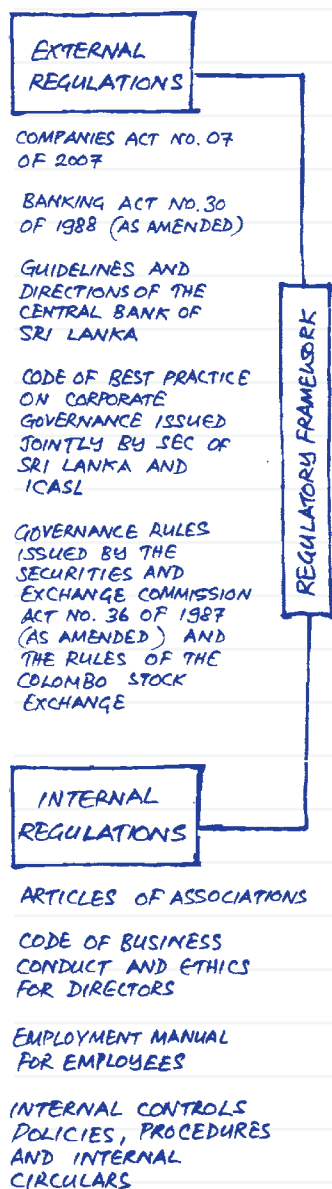 EXTERNAL
REGULATIONS
COMPANIES ACT NO. 07
OF 2007
BANKING ACT NO. 30
OF 1988 (AS AMENDED)
GUIDELINES AND
DIRECTIONS OF THE
CENTRAL BANK OF
SRI LANKA
CODE OF BEST PRACTICE
ON CORPORATE
GOVERNANCE ISSUED
JOINTLY BY SEC OF
SRI LANKA AND
ICASL
GOVERNANCE RULES
ISSUED BY THE
SECURITIES AND
EXCHANGE COMMISSION
ACT NO. 36 OF 1987
(AS AMENDED) AND
THE RULES OF THE
COLOMBO STOCK
EXCHANGE
REGULATORY FRAMEWORK
INTERNAL
REGULATIONS
ARTICLES OF ASSOCIATIONS
CODE OF BUSINESS
CONDUCT AND ETHICS
FOR DIRECTORS
EMPLOYMENT MANUAL
FOR EMPLOYEES
INTERNAL CONTROLS
POLICIES, PROCEDURES
AND INTERNAL
CIRCULARS